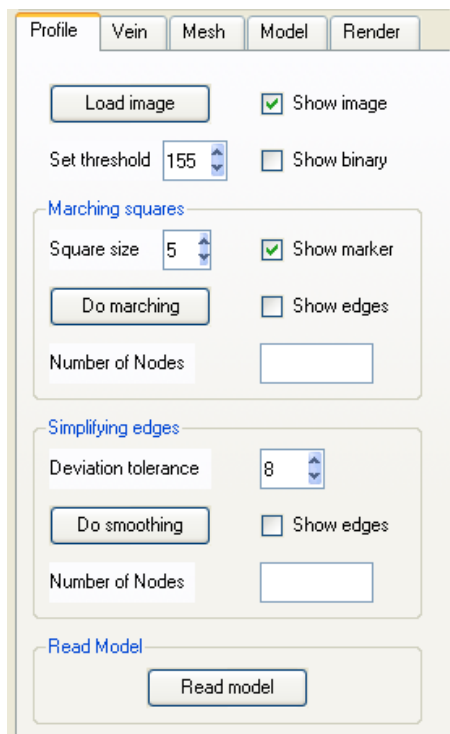 Profile Vein Mesh Model Render
Load image Show image
Set threshold 155 Show binary
Marching squares
Square size 5 Show marker
Do marching Show edges
Number of Nodes
Simplifying edges
Deviation tolerance 8
Do smoothing Show edges
Number of Nodes
Read Model
Read model